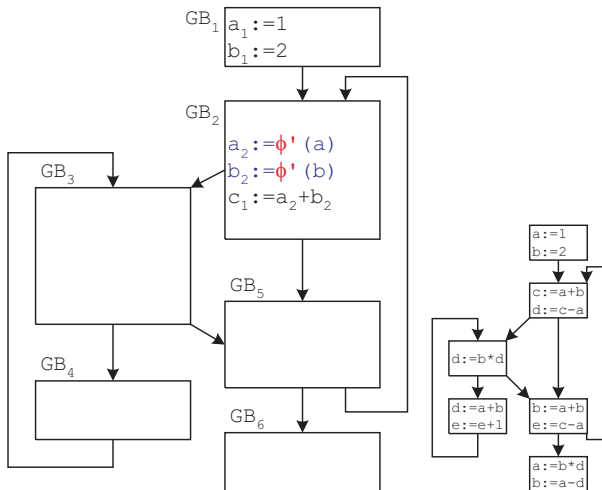 GB₁
a₁:=1
b₁:=2
GB₂
a₂:=ϕ'(a)
b₂:=ϕ'(b)
c₁:=a₂+b₂
GB₃
GB₅
GB₄
GB₆
a:=1
b:=2
c:=a+b
d:=c-a
d:=b*d
d:=a+b
e:=e+1
b:=a+b
e:=c-a
a:=b*d
b:=a-d